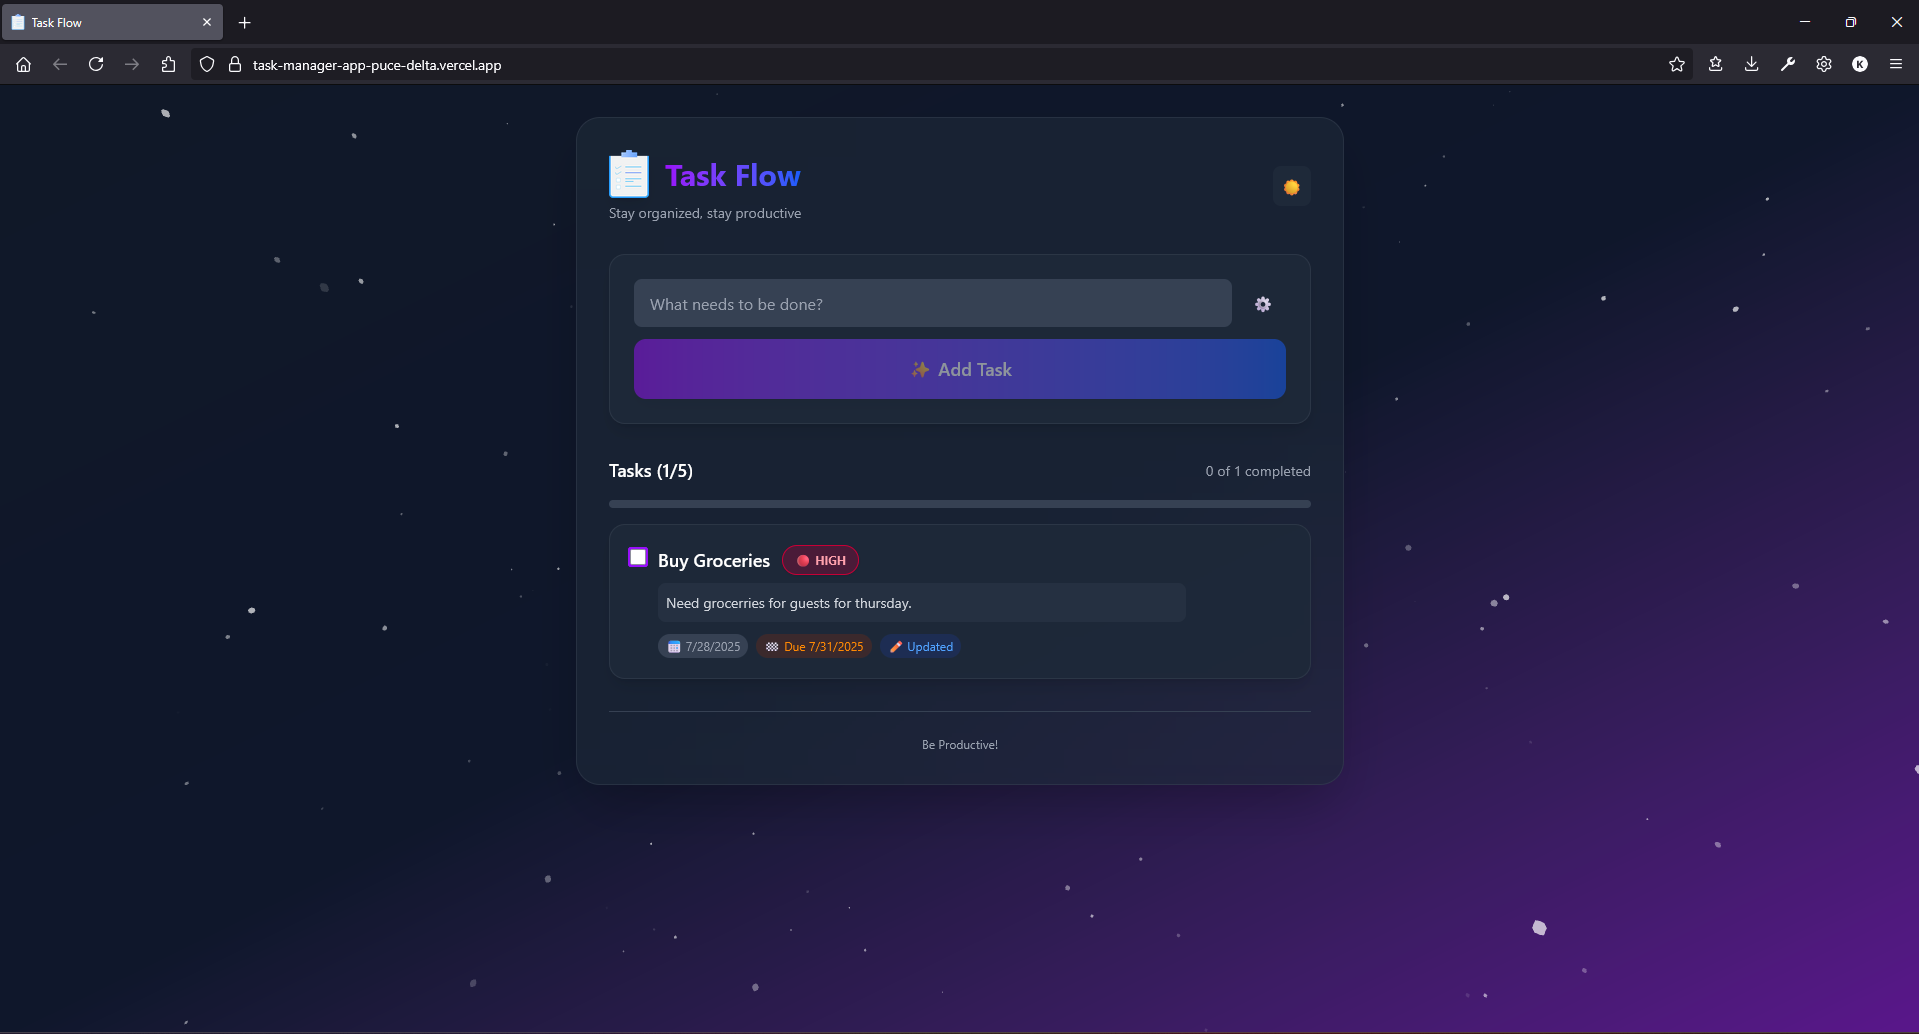 Task Flow
task-manager-app-puce-delta.vercel.app
K
Task Flow
Stay organized, stay productive
What needs to be done?
✨ Add Task
Tasks (1/5)
0 of 1 completed
Buy Groceries
HIGH
Need grocerries for guests for thursday.
7/28/2025
Due 7/31/2025
Updated
Be Productive!